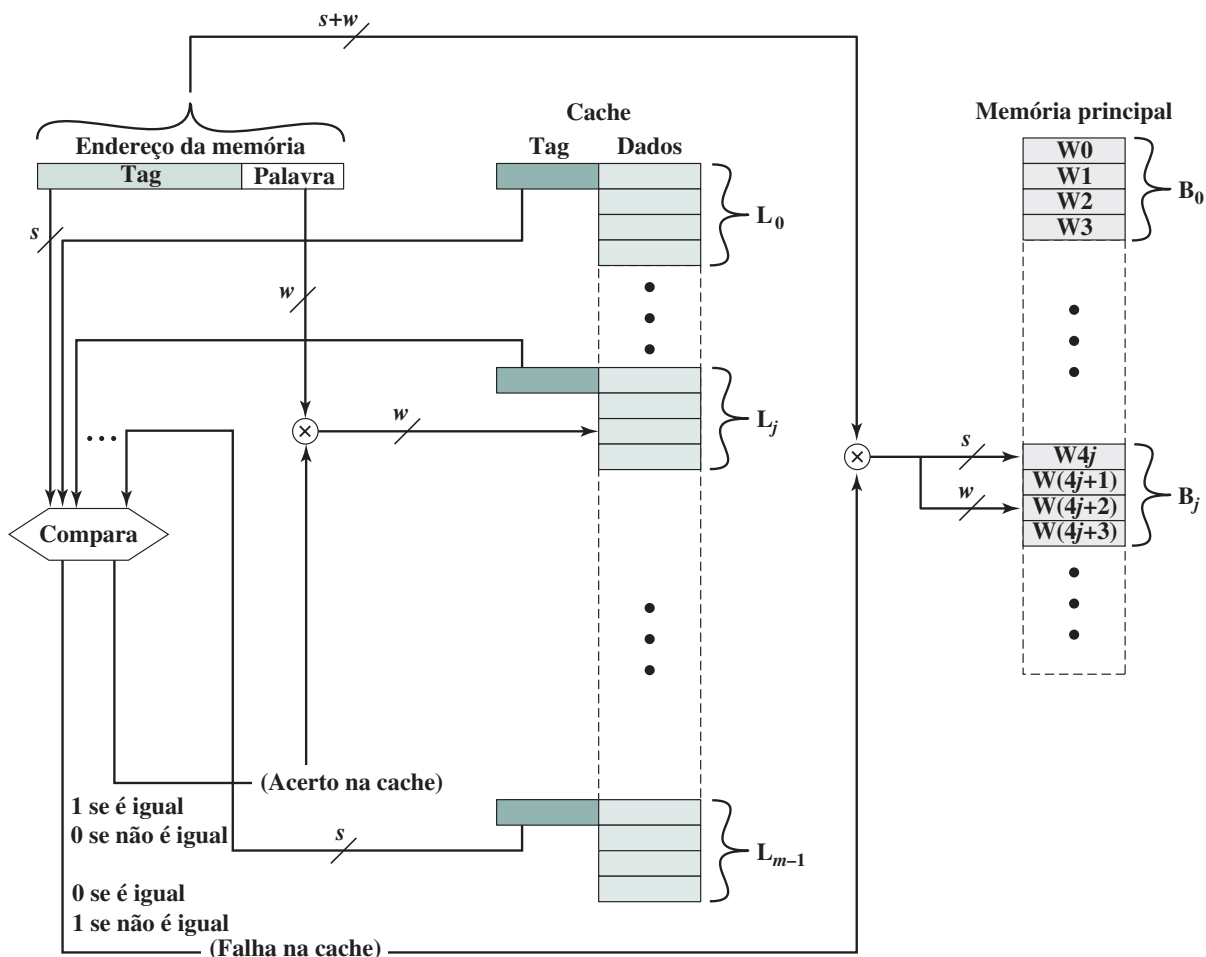 s+w
Cache
Memória principal
Endereço da memória
Tag
Dados
Tag
Palavra
W0
W1
W2
W3
B0
L0
s
w
Lj
w
s
w
W4j
W(4j+1)
W(4j+2)
W(4j+3)
Bj
Compara
(Acerto na cache)
1 se é igual
0 se não é igual
s
Lm−1
0 se é igual
1 se não é igual
(Falha na cache)